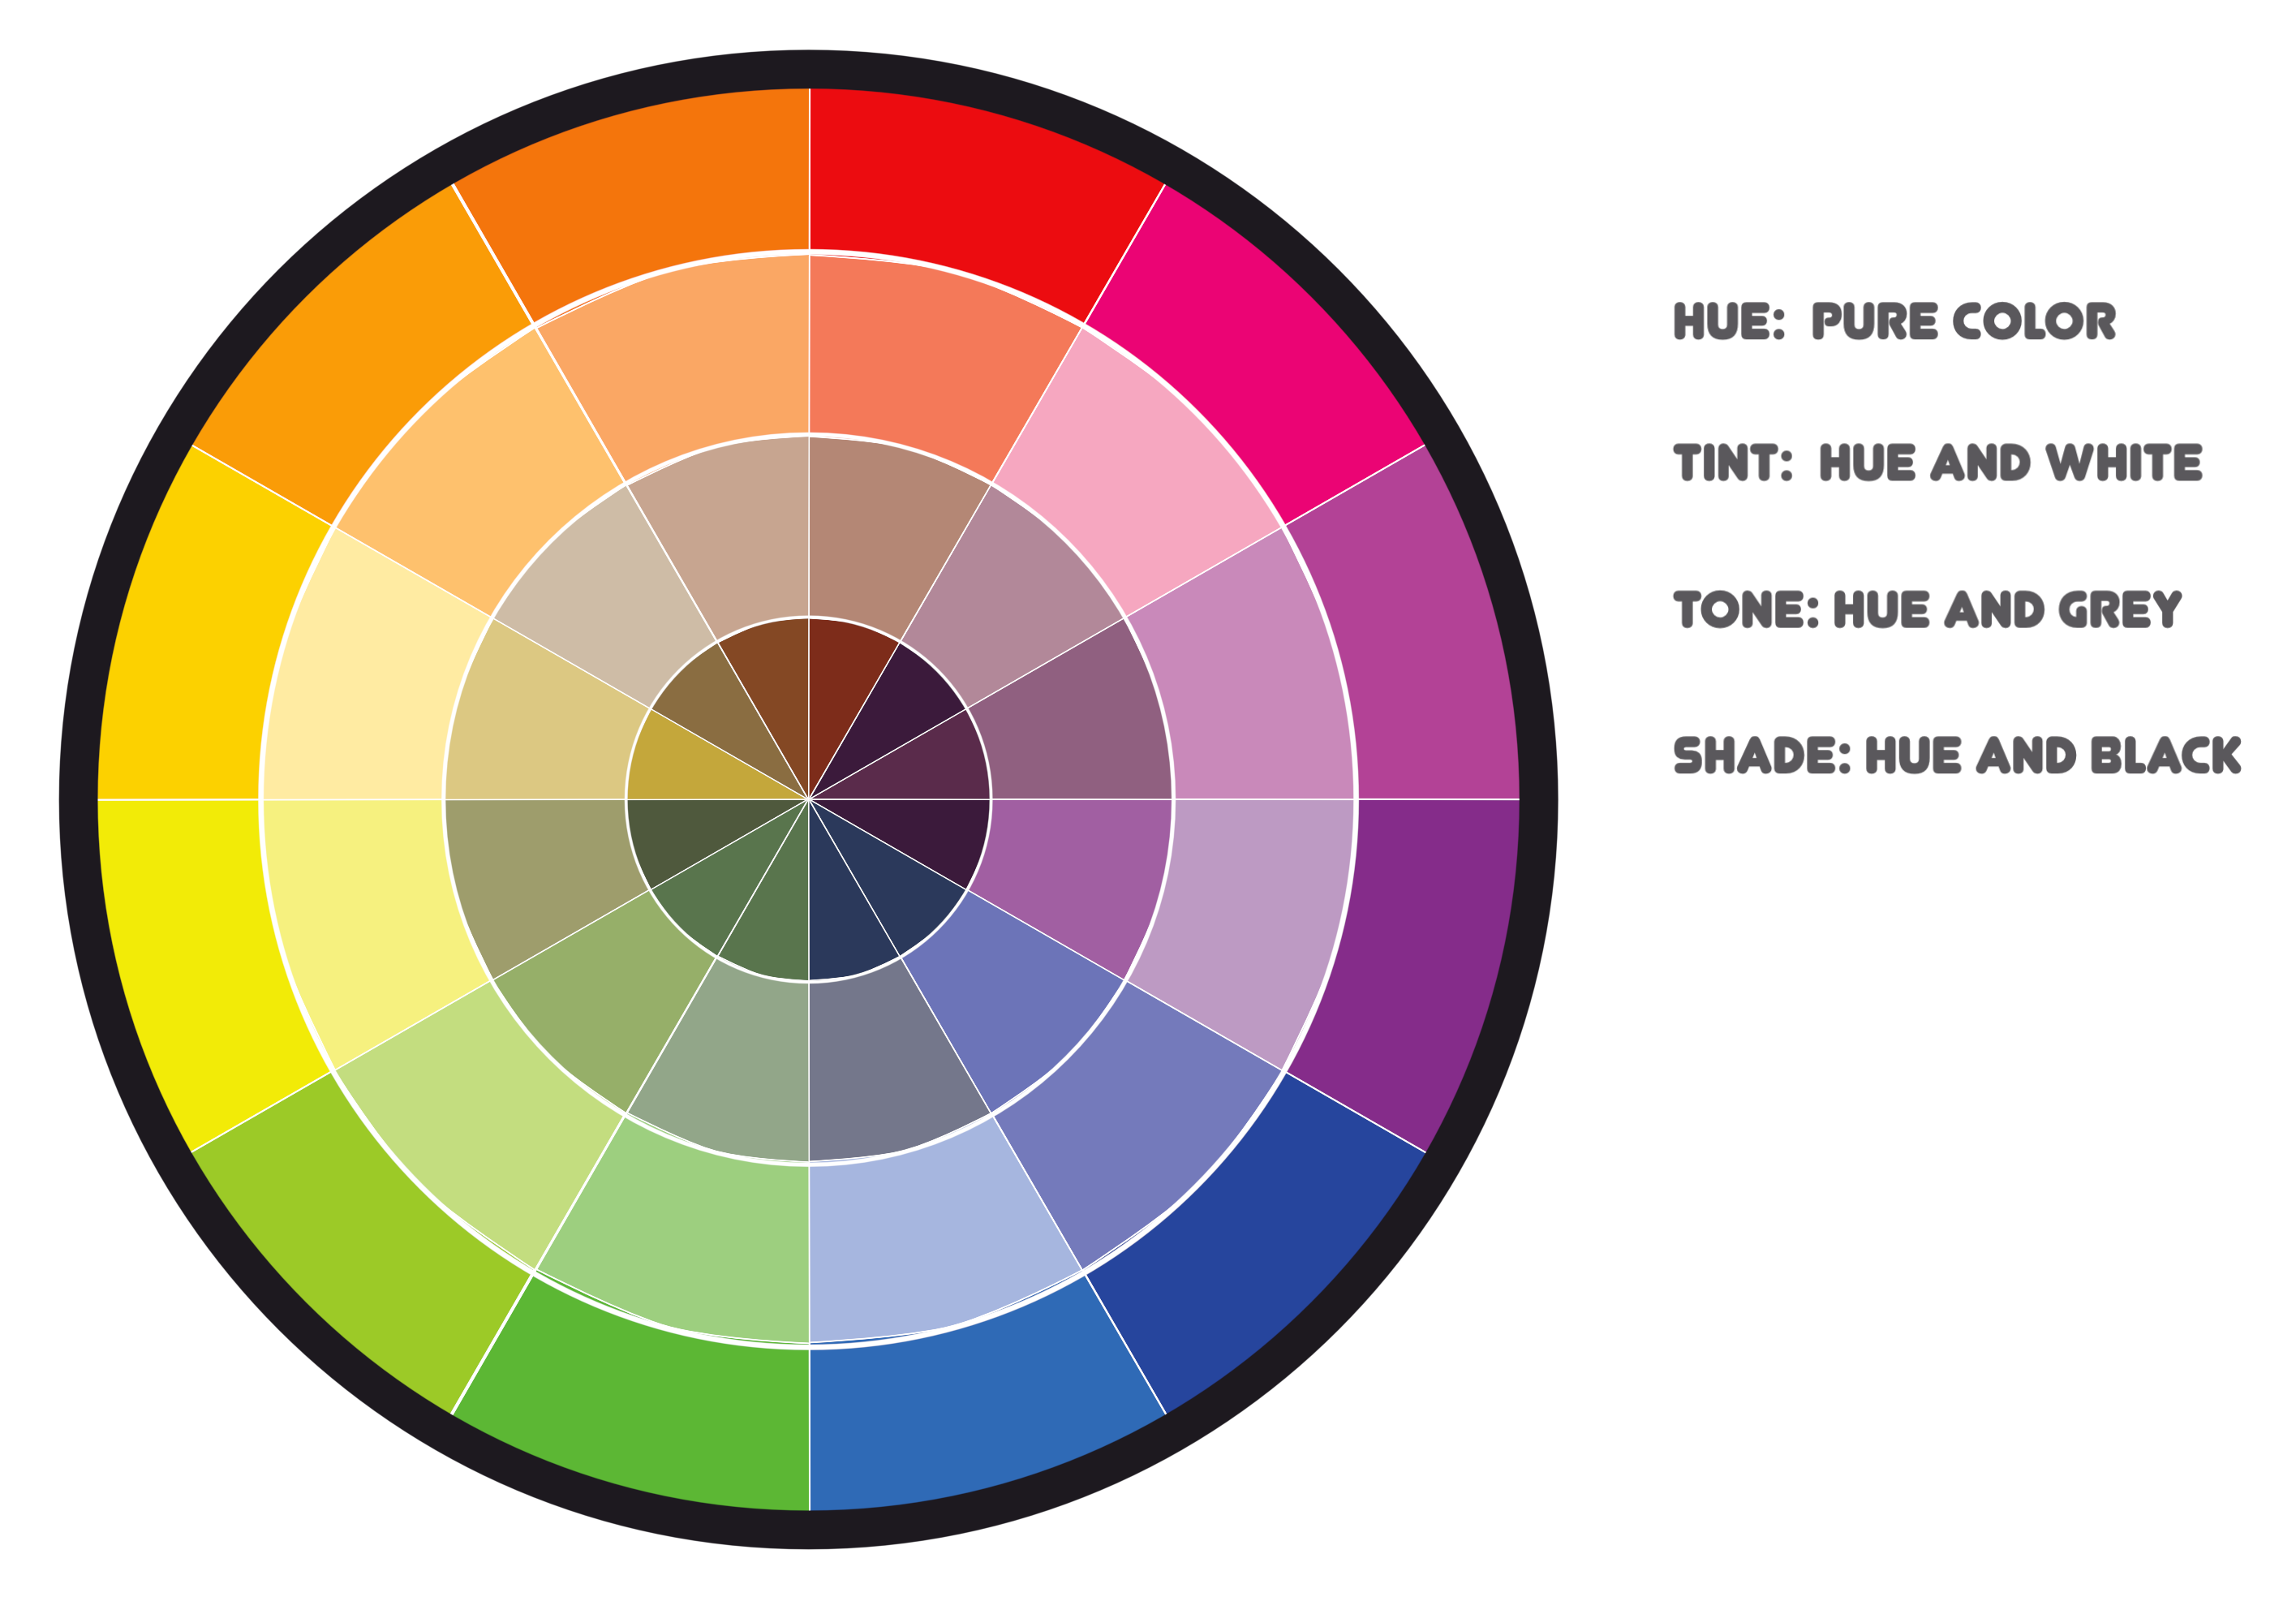 HUE: PURE COLOR
TINT: HUE AND WHITE
TONE: HUE AND GREY
SHADE: HUE AND BLACK